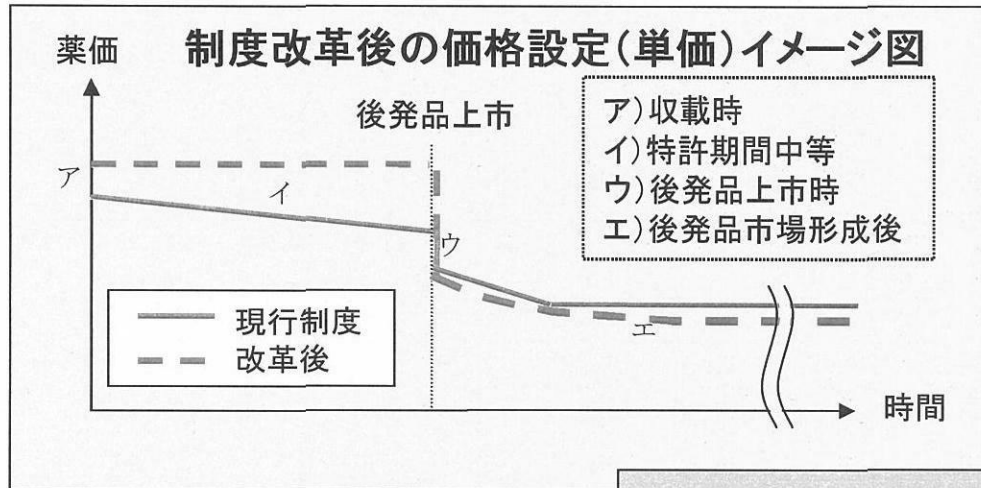 制度改革後の価格設定(単価)イメージ図
薬価
後発品上市
ア)収載時
イ)特許期間中等
ウ)後発品上市時
エ)後発品市場形成後
ア
イ
ウ
エ
現行制度
改革後
時間